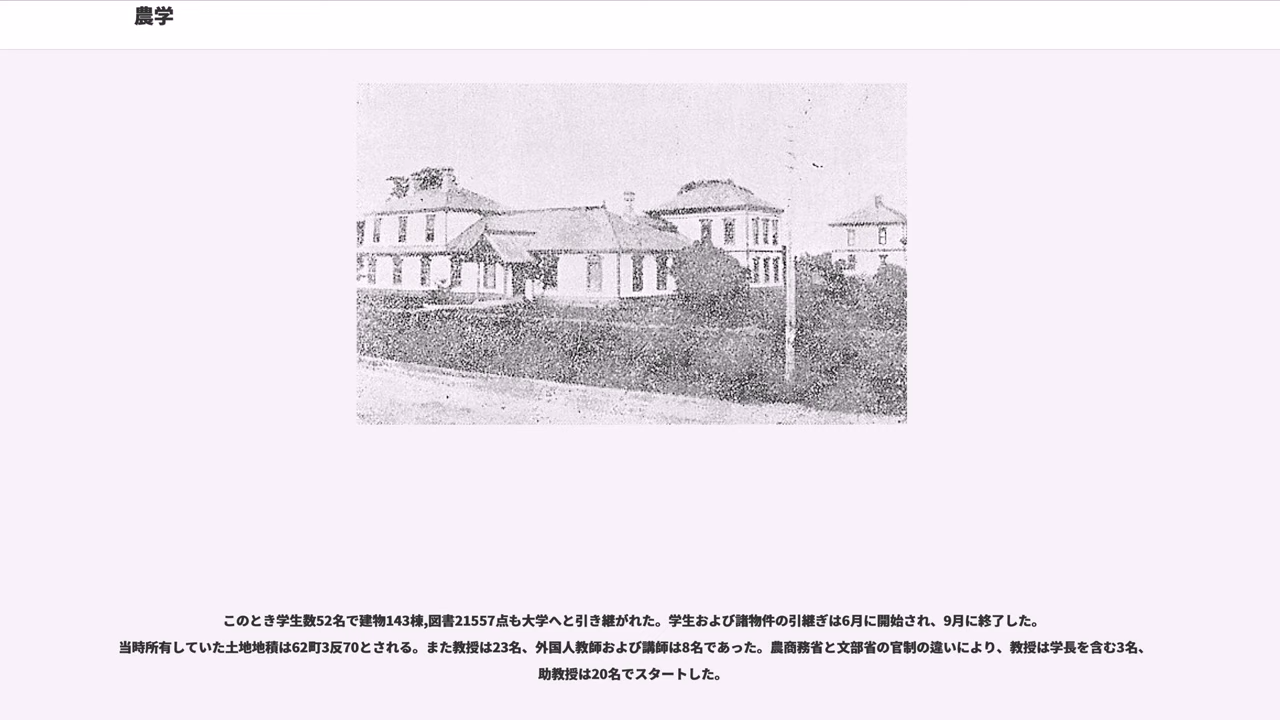 農学
このとき学生数52名で建物143棟,図書21557点も大学へと引き継がれた。学生および諸物件の引継ぎは6月に開始され、9月に終了した。
当時所有していた土地地積は62町3反70とされる。また教授は23名、外国人教師および講師は8名であった。農商務省と文部省の官制の違いにより、教授は学長を含む3名、
助教授は20名でスタートした。